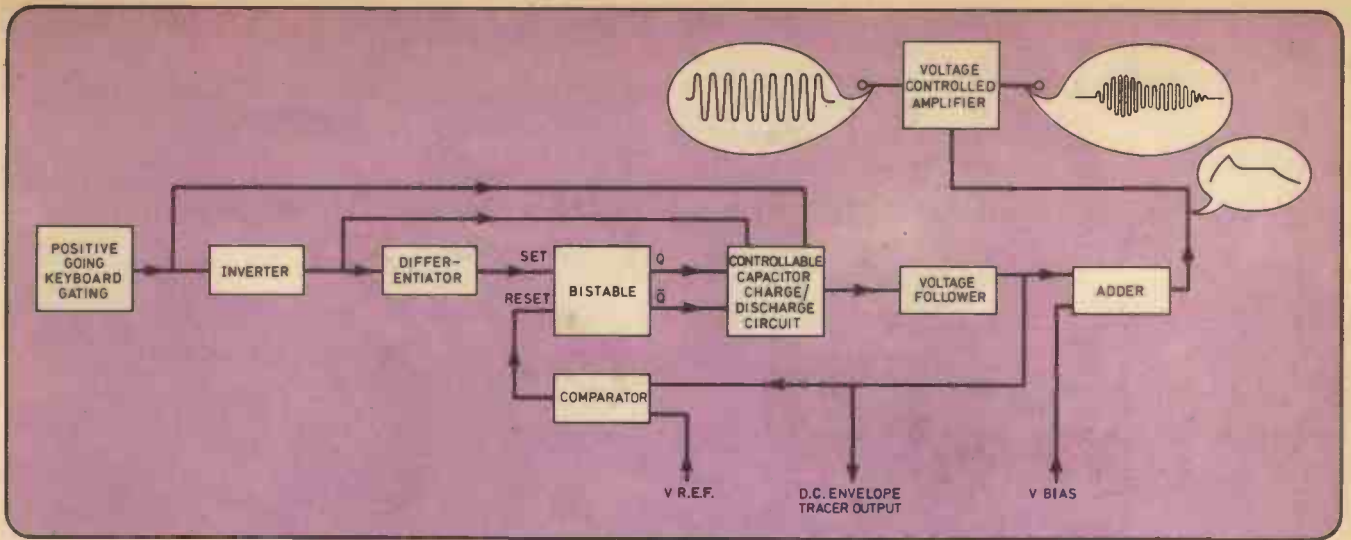 VOLTAGE
CONTROLLED
AMPLIFIER
POSITIVE
GOING
KEYBOARD
GATING
INVERTER
DIFFER-
ENTIATOR
SET
RESET
BISTABLE
Q
Q̄
CONTROLLABLE
CAPACITOR
CHARGE/
DISCHARGE
CIRCUIT
VOLTAGE
FOLLOWER
ADDER
COMPARATOR
V R.E.F.
D.C. ENVELOPE
TRACER OUTPUT
V BIAS